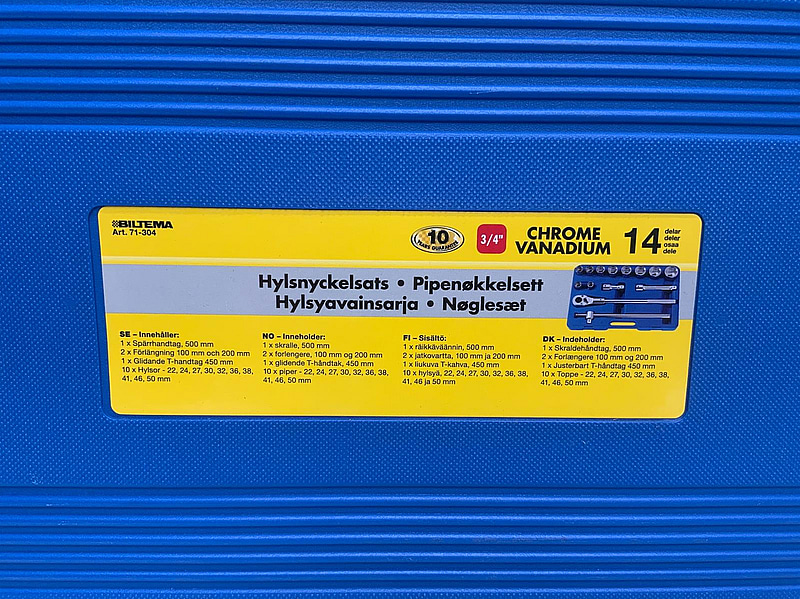 BILTEMA
Art. 71-304
10
YEARS GUARANTEE
3/4"
CHROME
VANADIUM
14
delar
deler
osaa
dele
Hylsnyckelsats • Pipenøkkelsett
Hylsyavainsarja • Nøglesæt
SE – Innehåller:
1 x Spärrhandtag, 500 mm
2 x Förlängning 100 mm och 200 mm
1 x Glidande T-handtag 450 mm
10 x Hylsor - 22, 24, 27, 30, 32, 36, 38,
41, 46, 50 mm
NO – Inneholder:
1 x skralle, 500 mm
2 x forlengere, 100 mm og 200 mm
1 x glidende T-håndtak, 450 mm
10 x piper - 22, 24, 27, 30, 32, 36, 38,
41, 46, 50 mm
FI – Sisältö:
1 x räikkäväännin, 500 mm
2 x jatkovartta, 100 mm ja 200 mm
1 x liukuva T-kahva, 450 mm
10 x hylsyä, 22, 24, 27, 30, 32, 36, 38,
41, 46 ja 50 mm
DK – Indeholder:
1 x Skraldehåndtag, 500 mm
2 x Forlængere 100 mm og 200 mm
1 x Justerbart T-håndtag 450 mm
10 x Toppe - 22, 24, 27, 30, 32, 36, 38,
41, 46, 50 mm